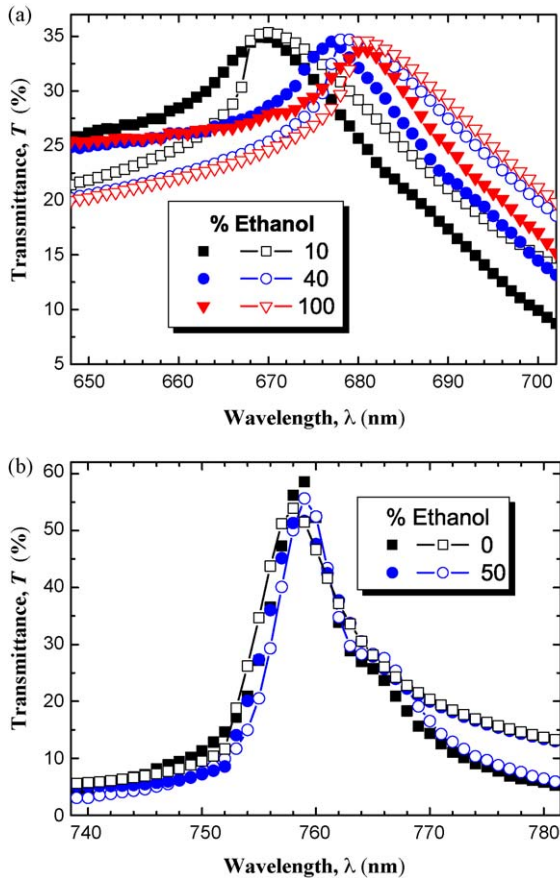 (a)
35
30
25
20
15
10
5
Transmittance, T (%)
% Ethanol
10
40
100
650 660 670 680 690 700
Wavelength, λ (nm)
(b)
60
50
40
30
20
10
0
Transmittance, T (%)
% Ethanol
0
50
740 750 760 770 780
Wavelength, λ (nm)